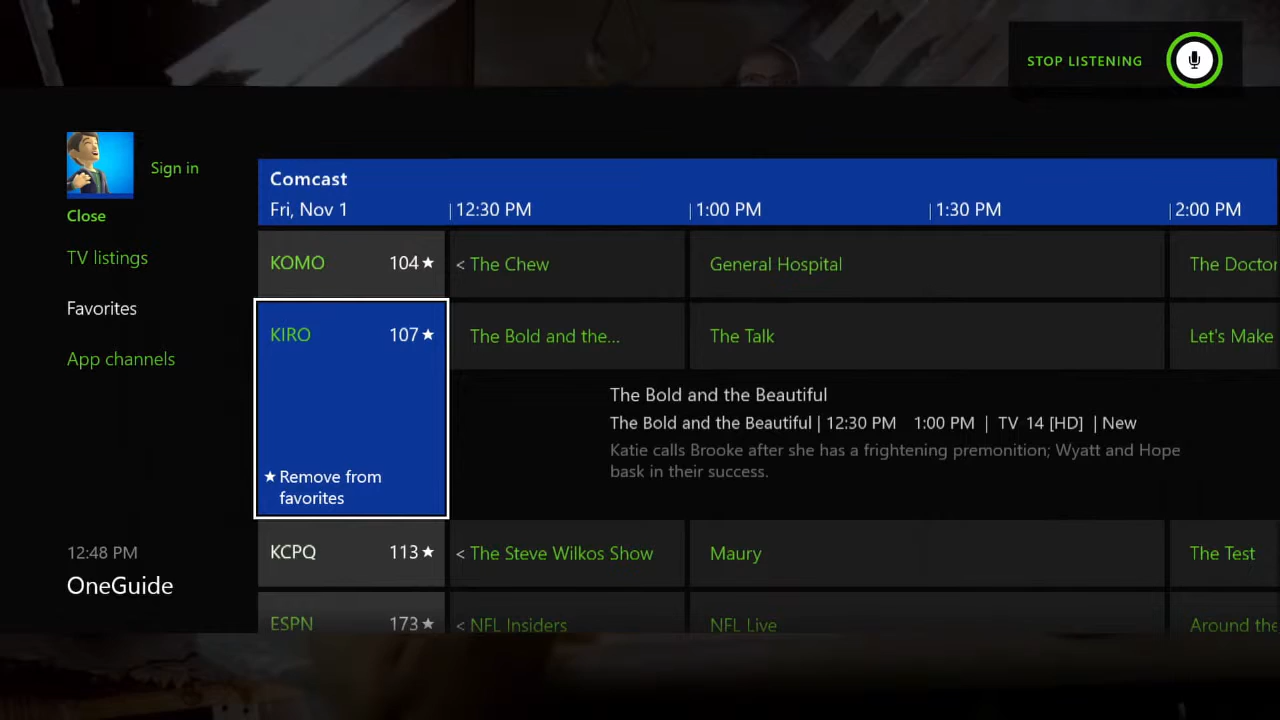 STOP LISTENING
Sign in
Close
TV listings
Favorites
App channels
12:48 PM
OneGuide
Comcast
Fri, Nov 1 | 12:30 PM | 1:00 PM | 1:30 PM | 2:00 PM
KOMO 104★ < The Chew General Hospital The Doctor
KIRO 107★ The Bold and the... The Talk Let's Make
★ Remove from
favorites
The Bold and the Beautiful
The Bold and the Beautiful | 12:30 PM 1:00 PM | TV 14 [HD] | New
Katie calls Brooke after she has a frightening premonition; Wyatt and Hope
bask in their success.
KCPQ 113★ < The Steve Wilkos Show Maury The Test
ESPN 173★ < NFL Insiders NFL Live Around the